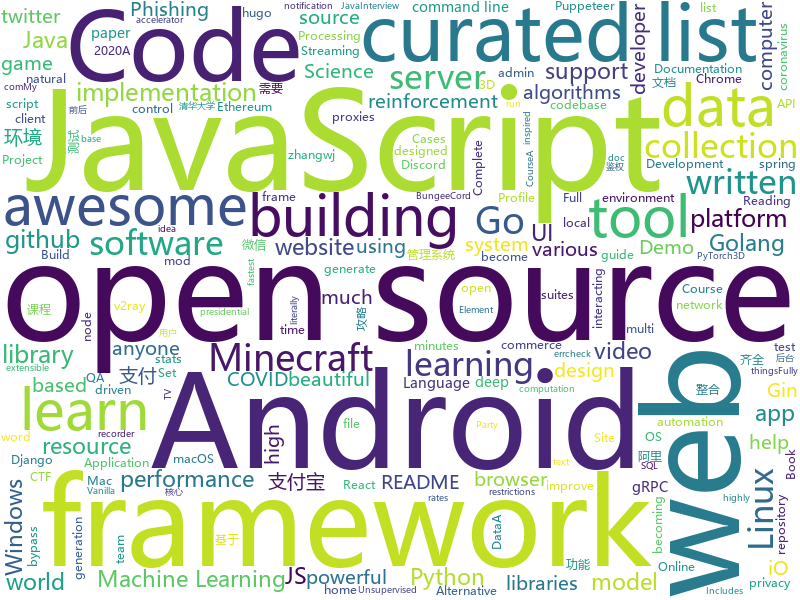 twitter
Phishing
command line
Puppeteer
notification
JavaInterview
accelerator
hugo
list
Java
source
Processing
Streaming
developer
computer
coronavirus
game
paper
2020A
Code
curated list
Documentation
Science
server
support
admin
3D
文档
Chrome
natural
implementation
需要
API
script
control
清华大学
Ethereum
comMy
前后
reinforcement
algorithms
codebase
client
proxies
Cases
designed
环境
测试
base
run
JavaScript
data
collection
Project
zhangwj
Discord
Complete
inspired
CourseA
doc
鉴权
Development
spring
awesome
frame
Profile
Full
environment
written
Reading
BungeeCord
local
idea
building
Go
tool
platform
github
software
website
using
微信
管理系统
UI
various
system
guide
Demo
Golang
Build
mod
become
PyTorch3D
open source
fastest
generate
interacting
Course
network
课程
v2ray
node
much
攻略
open
suites
Element
multi
presidential
time
literally
commerce
minutes
errcheck
test
用户
stats
anyone
library
支付
Minecraft
learning
video
齐全
后台
extensible
QA
Set
COVID
beautiful
Language
deep
design
整合
thingsFully
based
driven
TV
Android
web
learn
file
Gin
app
word
resource
automation
Site
high
OS
阿里
help
Django
Application
macOS
performance
支付宝
README
browser
gRPC
SQL
Book
CTF
Mac
React
Party
improve
Windows
framework
Linux
repository
recorder
Vanilla
核心
computation
text
rates
restrictions
highly
bypass
generation
team
基于
becoming
world
Machine Learning
JS
powerful
Python
libraries
model
功能
Online
iO
privacy
home
Unsupervised
Alternative
DataA
Includes